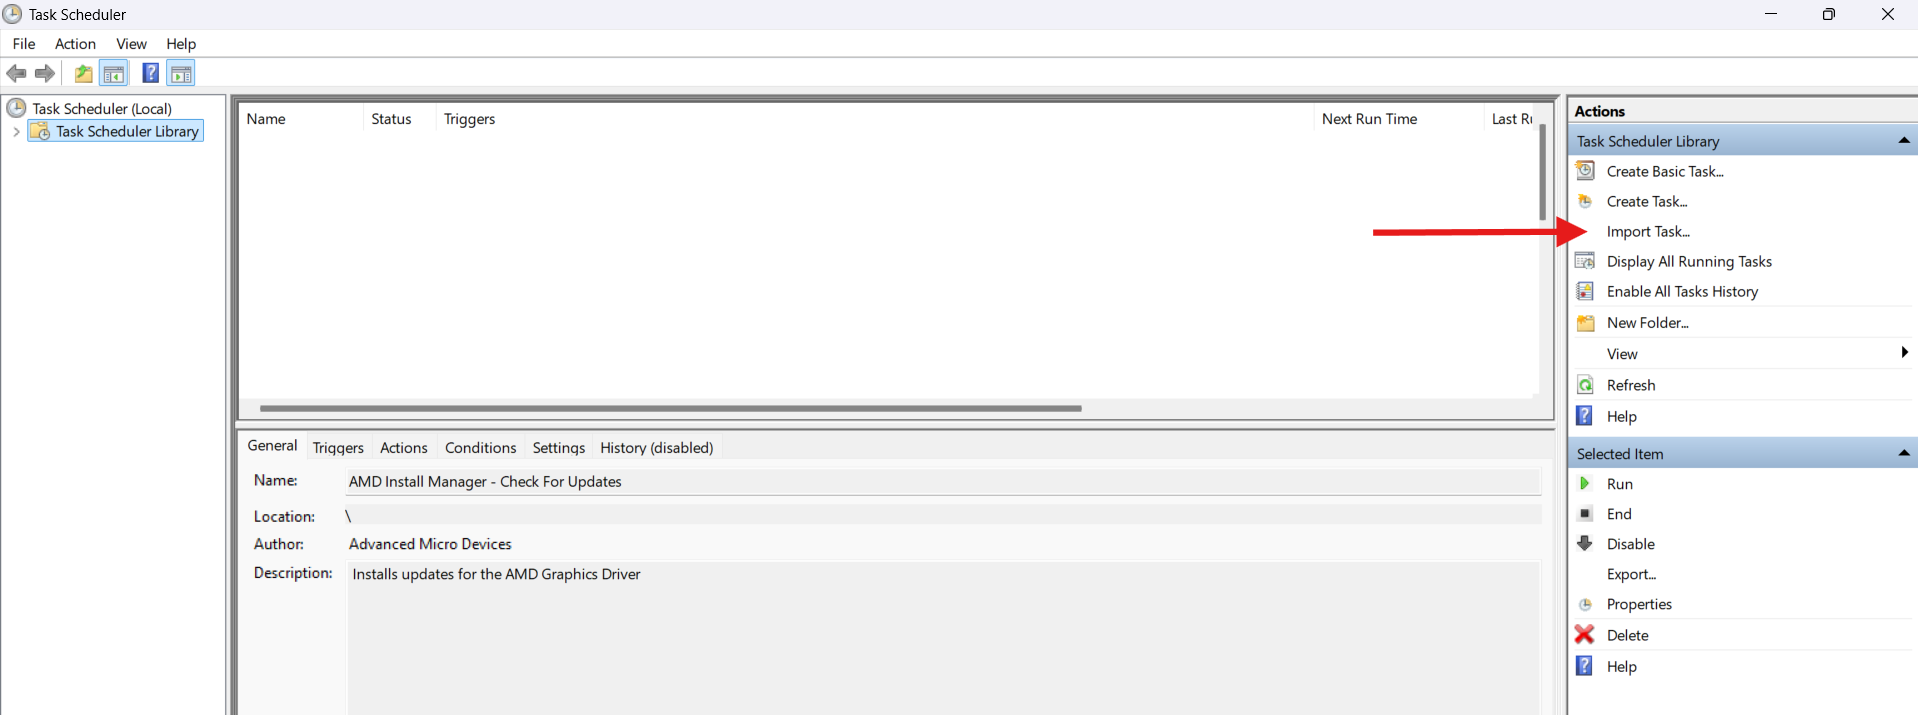 Task Scheduler
File Action View Help
Task Scheduler (Local)
Task Scheduler Library
Name Status Triggers Next Run Time Last Ru
General Triggers Actions Conditions Settings History (disabled)
Name: AMD Install Manager - Check For Updates
Location: \
Author: Advanced Micro Devices
Description: Installs updates for the AMD Graphics Driver
Actions
Task Scheduler Library
Create Basic Task...
Create Task...
Import Task...
Display All Running Tasks
Enable All Tasks History
New Folder...
View
Refresh
Help
Selected Item
Run
End
Disable
Export...
Properties
Delete
Help